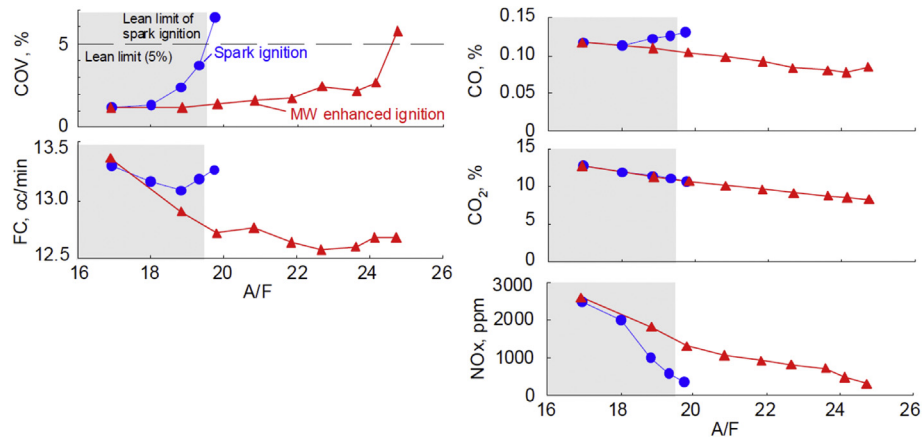 COV, %
5
0
Lean limit of
spark ignition
Lean limit (5%)
Spark ignition
MW enhanced ignition
FC, cc/min
13.5
13.0
12.5
16 18 20 22 24 26
A/F
CO, %
0.15
0.10
0.05
0.00
CO2, %
15
10
5
0
NOx, ppm
3000
2000
1000
0
16 18 20 22 24 26
A/F